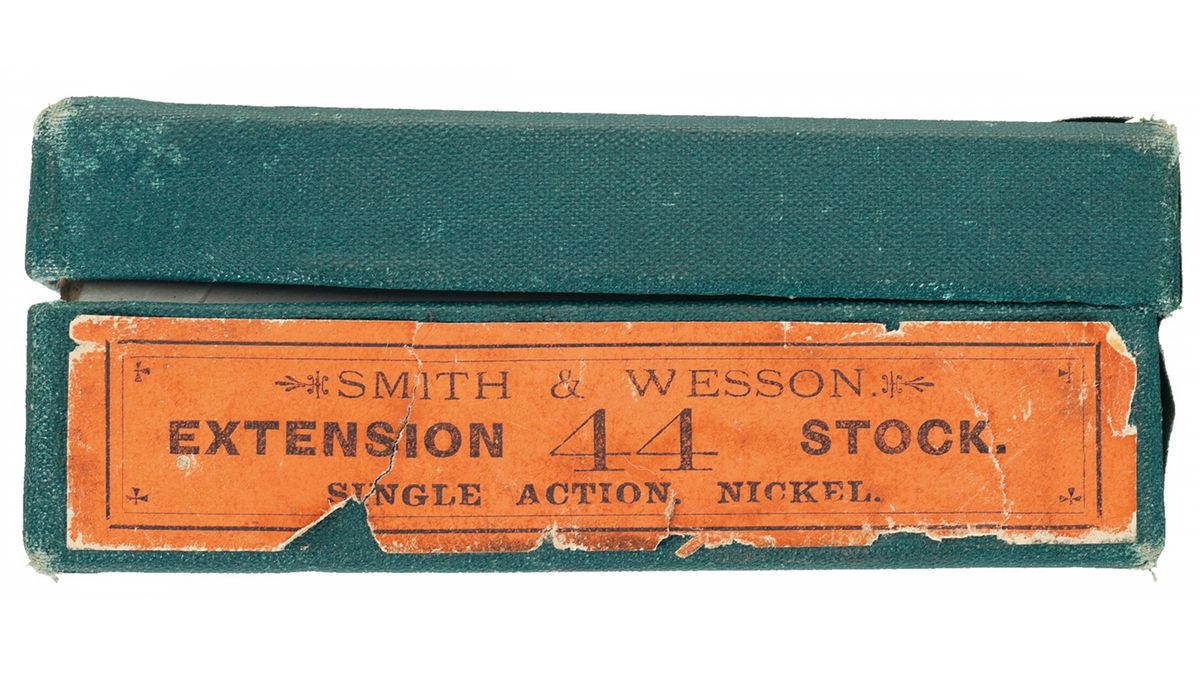 SMITH & WESSON.
EXTENSION 44 STOCK.
SINGLE ACTION, NICKEL.